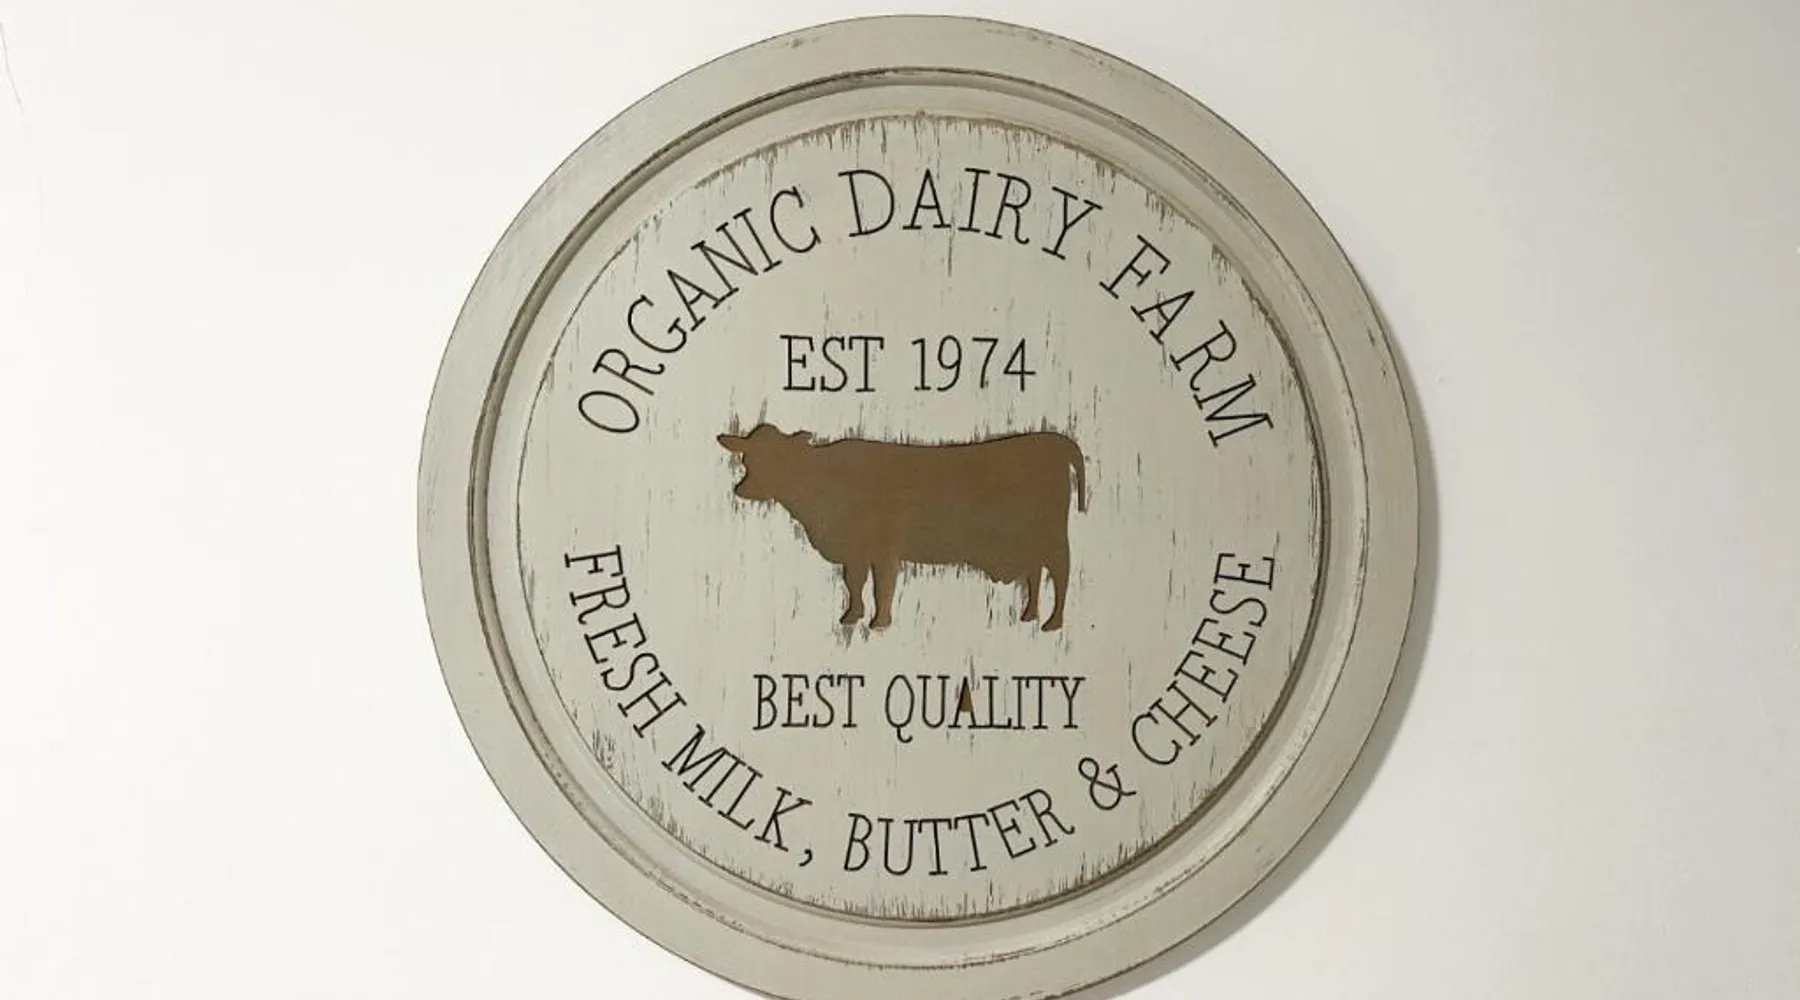 ORGANIC DAIRY FARM
EST 1974
BEST QUALITY
FRESH MILK, BUTTER & CHEESE